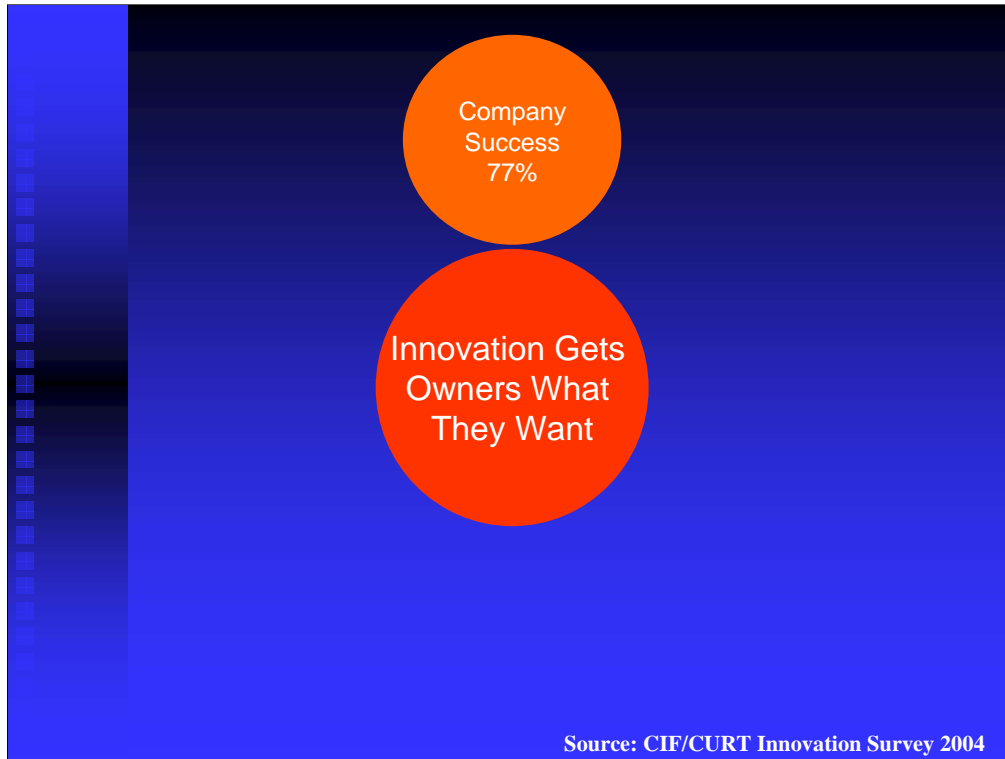 Company
Success
77%
Innovation Gets
Owners What
They Want
Source: CIF/CURT Innovation Survey 2004